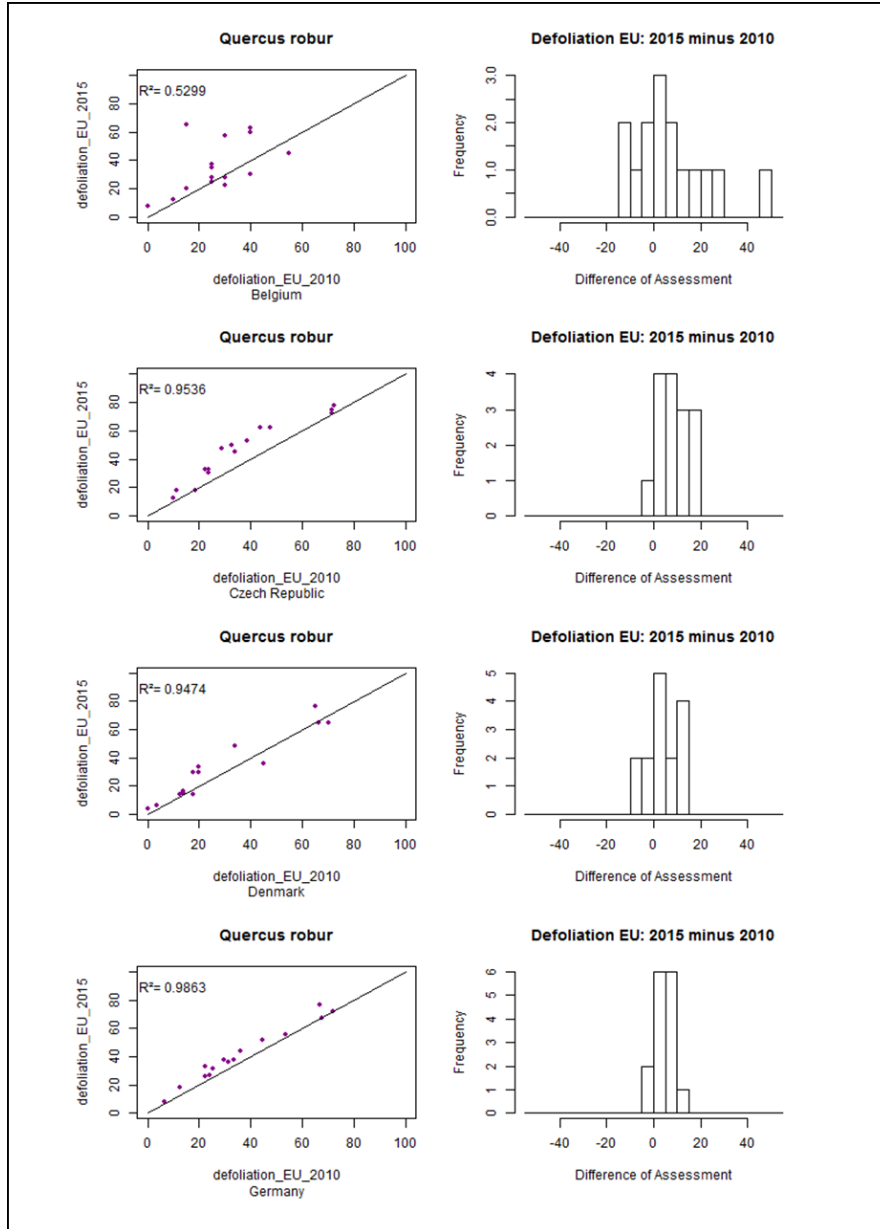 Quercus robur
Defoliation EU: 2015 minus 2010
R²= 0.5299
defoliation_EU_2015
0 20 40 60 80
0 20 40 60 80 100
defoliation_EU_2010
Belgium
Frequency
0.0 1.0 2.0 3.0
-40 -20 0 20 40
Difference of Assessment
Quercus robur
Defoliation EU: 2015 minus 2010
R²= 0.9536
defoliation_EU_2015
0 20 40 60 80
0 20 40 60 80 100
defoliation_EU_2010
Czech Republic
Frequency
0 1 2 3 4
-40 -20 0 20 40
Difference of Assessment
Quercus robur
Defoliation EU: 2015 minus 2010
R²= 0.9474
defoliation_EU_2015
0 20 40 60 80
0 20 40 60 80 100
defoliation_EU_2010
Denmark
Frequency
0 1 2 3 4 5
-40 -20 0 20 40
Difference of Assessment
Quercus robur
Defoliation EU: 2015 minus 2010
R²= 0.9863
defoliation_EU_2015
0 20 40 60 80
0 20 40 60 80 100
defoliation_EU_2010
Germany
Frequency
0 1 2 3 4 5 6
-40 -20 0 20 40
Difference of Assessment